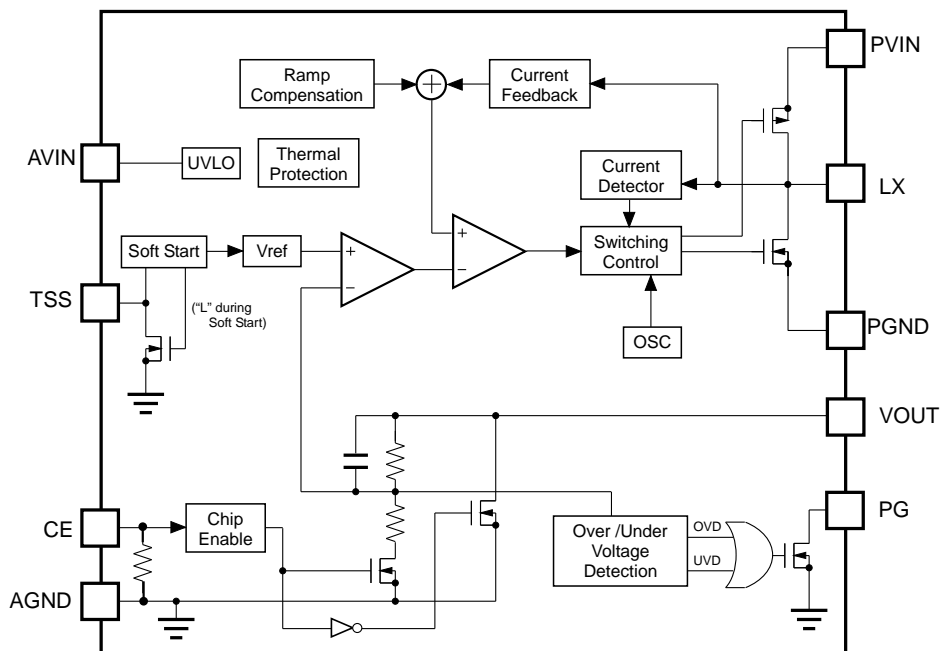 PVIN
Ramp
Compensation
Current
Feedback
AVIN
UVLO
Thermal
Protection
Current
Detector
LX
Soft Start
Vref
+
−
+
−
Switching
Control
TSS
("L" during
Soft Start)
OSC
PGND
VOUT
CE
Chip
Enable
Over /Under
Voltage
Detection
OVD
UVD
PG
AGND